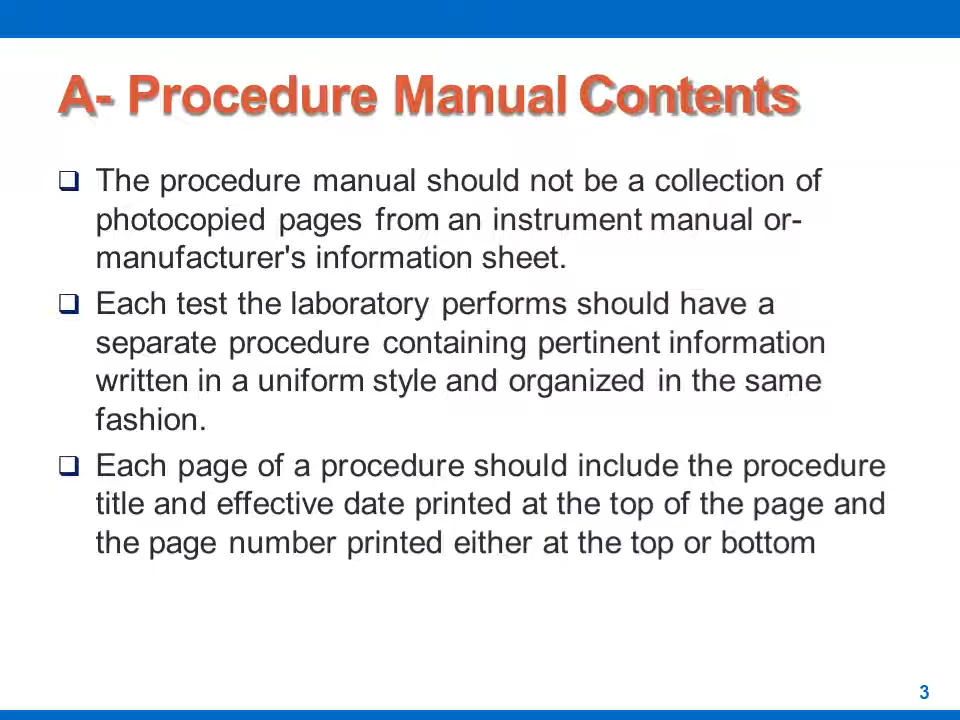 A- Procedure Manual Contents
❑ The procedure manual should not be a collection of
photocopied pages from an instrument manual or-
manufacturer's information sheet.
❑ Each test the laboratory performs should have a
separate procedure containing pertinent information
written in a uniform style and organized in the same
fashion.
❑ Each page of a procedure should include the procedure
title and effective date printed at the top of the page and
the page number printed either at the top or bottom
3